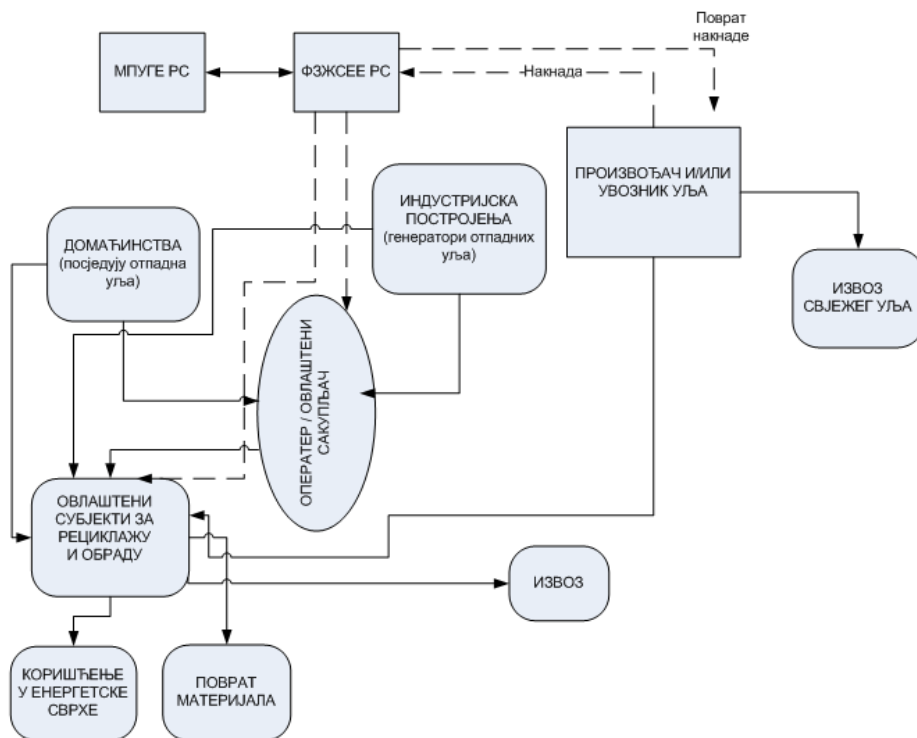 Поврат
накнаде
МПУГЕ РС
ФЗЖСЕЕ РС
Накнада
ПРОИЗВОЂАЧ И/ИЛИ
УВОЗНИК УЉА
ИНДУСТРИЈСКА
ПОСТРОЈЕЊА
(генератори отпадних
уља)
ДОМАЋИНСТВА
(посједују отпадна
уља)
ИЗВОЗ
СВЈЕЖЕГ УЉА
ОПЕРАТЕР / ОВЛАШТЕНИ
САКУПЉАЧ
ОВЛАШТЕНИ
СУБЈЕКТИ ЗА
РЕЦИКЛАЖУ
И ОБРАДУ
ИЗВОЗ
КОРИШЋЕЊЕ
У ЕНЕРГЕТСКЕ
СВРХЕ
ПОВРАТ
МАТЕРИЈАЛА